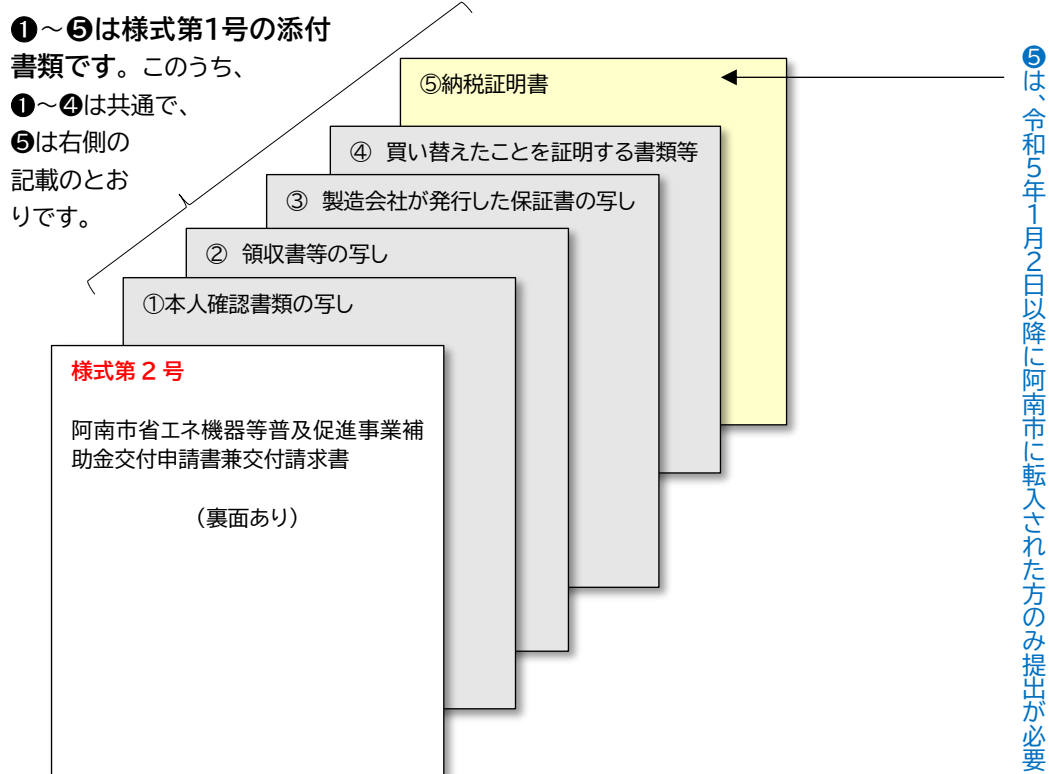 ❶～❺は様式第1号の添付
書類です。このうち、
❶～❹は共通で、
❺は右側の
記載のとお
りです。
⑤納税証明書
④　買い替えたことを証明する書類等
③　製造会社が発行した保証書の写し
②　領収書等の写し
①本人確認書類の写し
様式第 2 号
阿南市省エネ機器等普及促進事業補
助金交付申請書兼交付請求書
（裏面あり）
❺は、令和5年1月2日以降に阿南市に転入された方のみ提出が必要